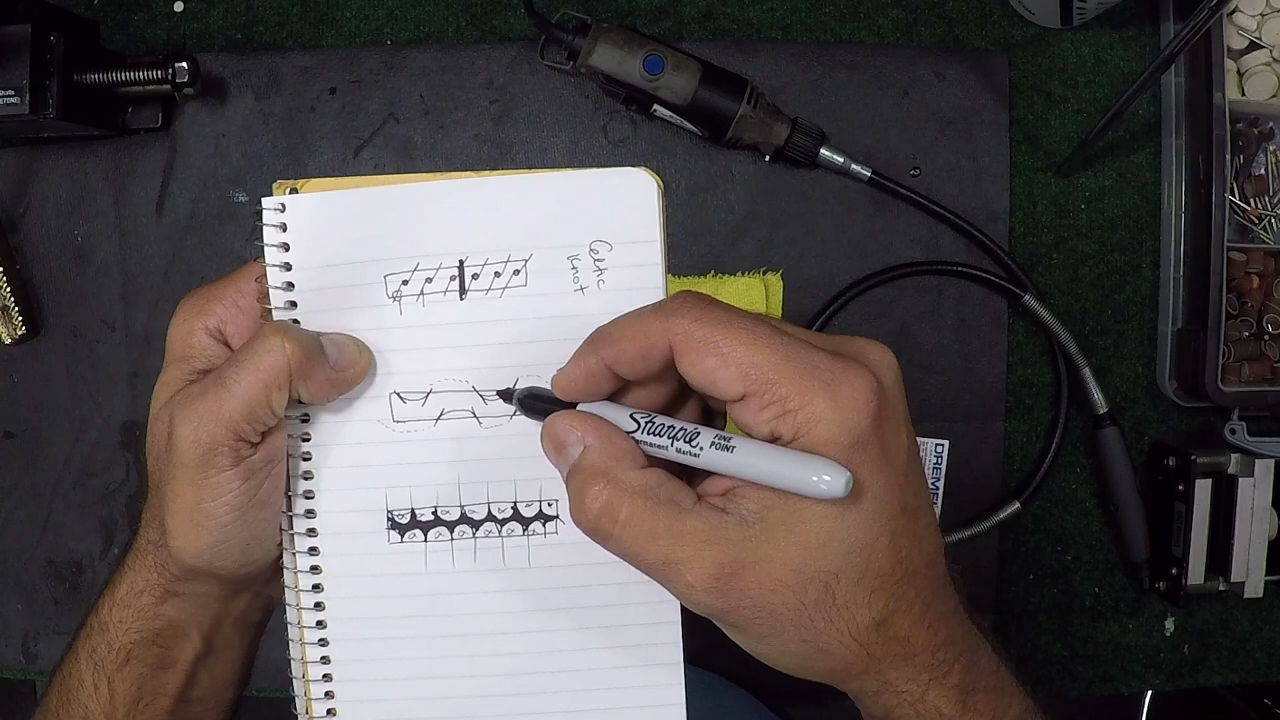 Celtic
Knot
Sharpie
FINE
POINT
Permanent Marker
DREMEL